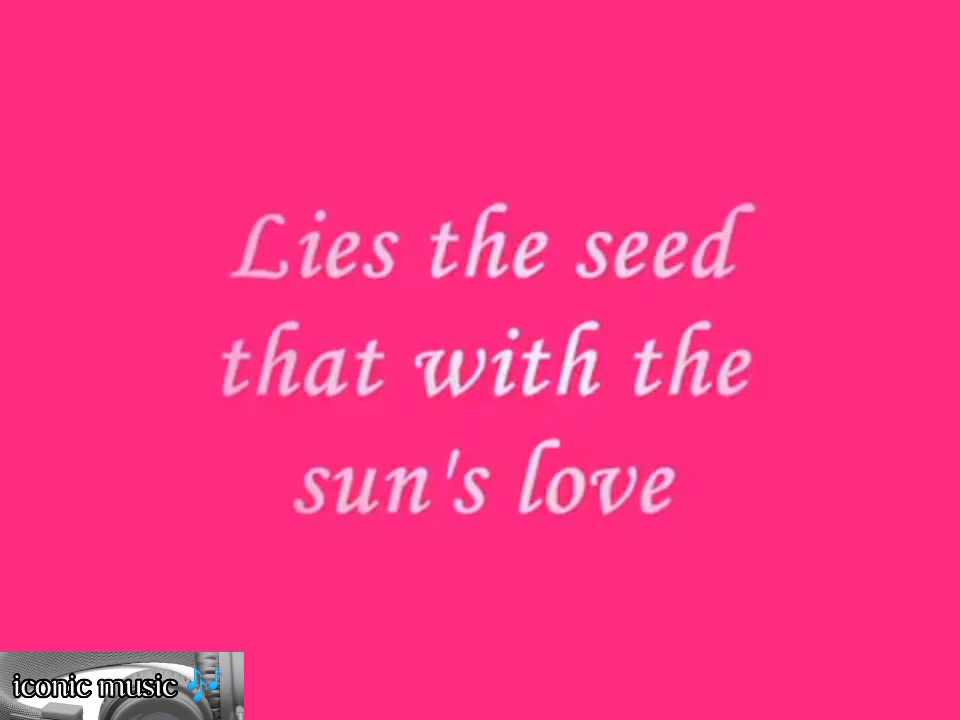 Lies the seed
that with the
sun's love
iconic music 🎶